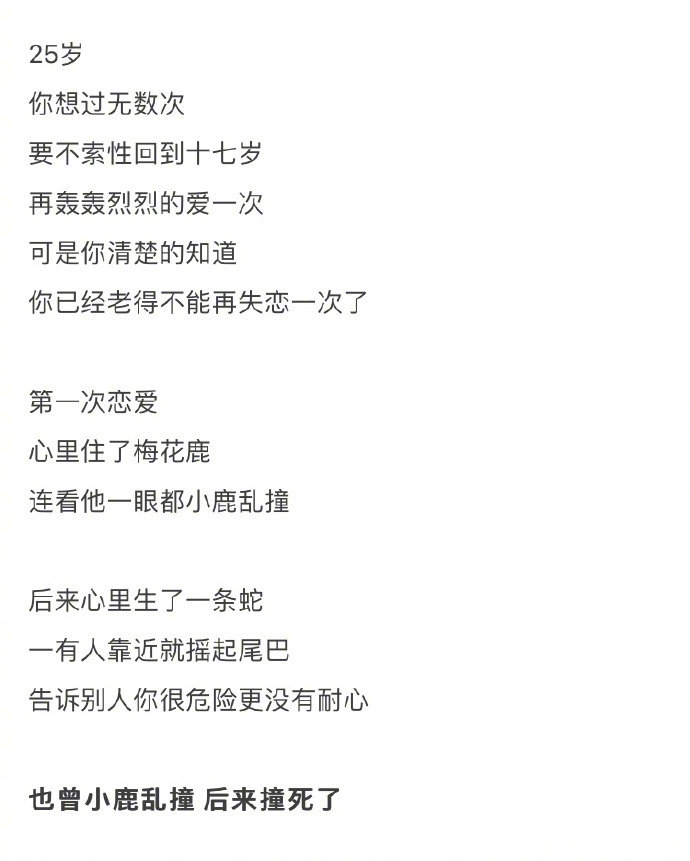 25岁
你想过无数次
要不索性回到十七岁
再轰轰烈烈的爱一次
可是你清楚的知道
你已经老得不能再失恋一次了
第一次恋爱
心里住了梅花鹿
连看他一眼都小鹿乱撞
后来心里生了一条蛇
一有人靠近就摇起尾巴
告诉别人你很危险更没有耐心
也曾小鹿乱撞 后来撞死了